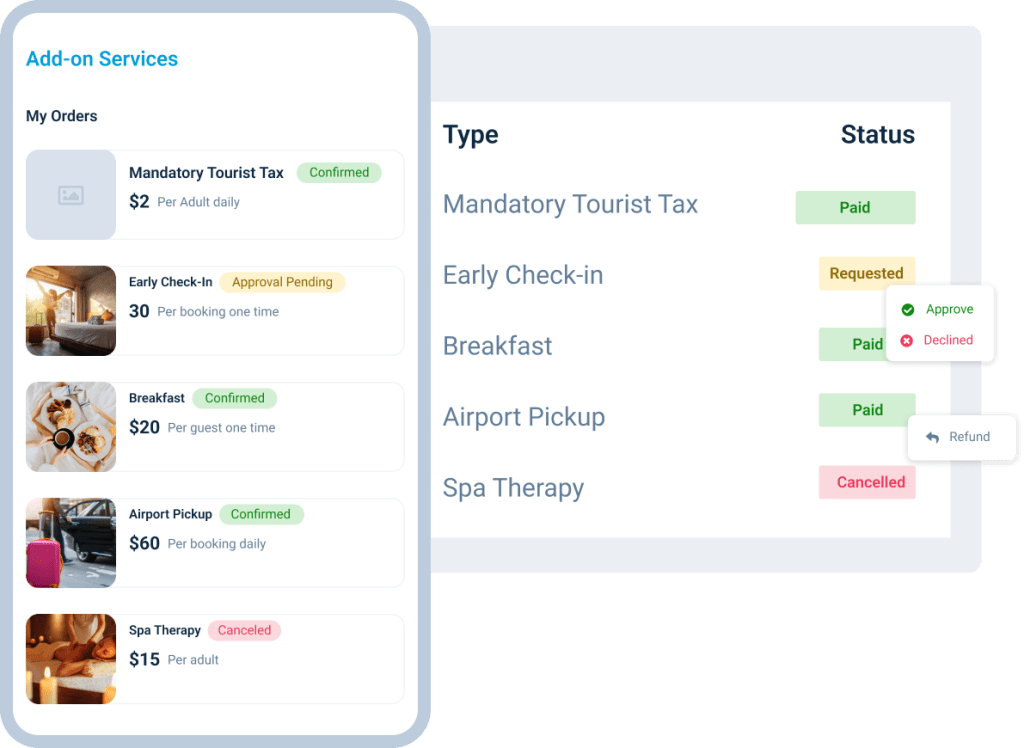 Add-on Services
My Orders
Mandatory Tourist Tax Confirmed
$2 Per Adult daily
Early Check-In Approval Pending
30 Per booking one time
Breakfast Confirmed
$20 Per guest one time
Airport Pickup Confirmed
$60 Per booking daily
Spa Therapy Canceled
$15 Per adult
Type Status
Mandatory Tourist Tax Paid
Early Check-in Requested
Approve
Declined
Breakfast Paid
Airport Pickup Paid
Refund
Spa Therapy Cancelled